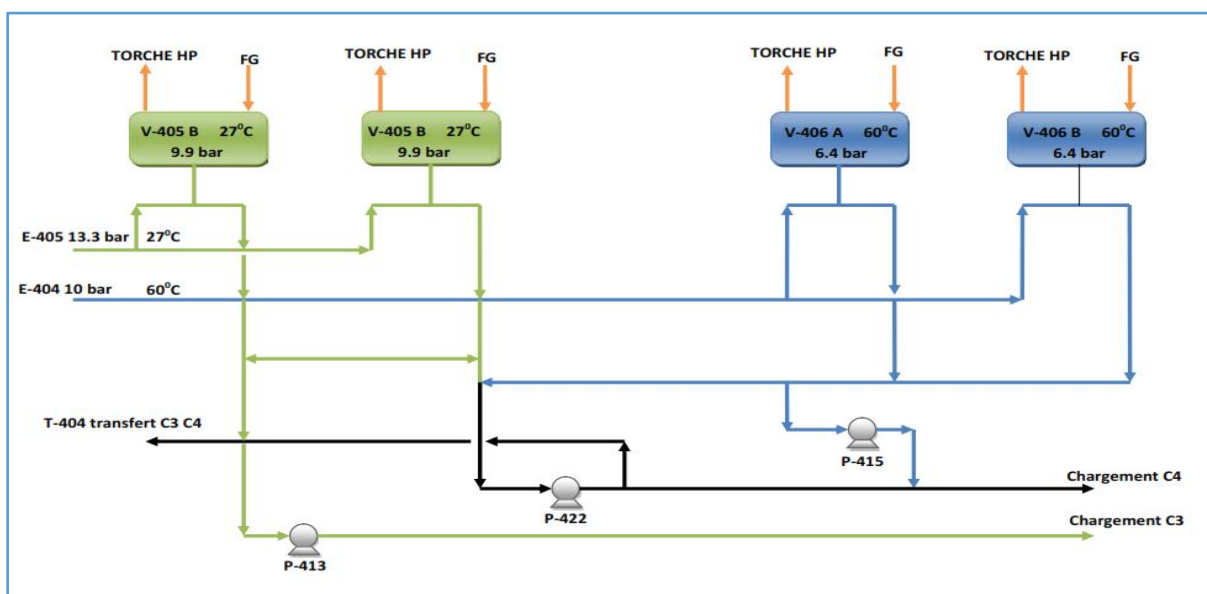 TORCHE HP FG TORCHE HP FG TORCHE HP FG TORCHE HP FG
V-405 B 27°C
9.9 bar
V-405 B 27°C
9.9 bar
V-406 A 60°C
6.4 bar
V-406 B 60°C
6.4 bar
E-405 13.3 bar 27°C
E-404 10 bar 60°C
T-404 transfert C3 C4
P-415
Chargement C4
P-422
Chargement C3
P-413